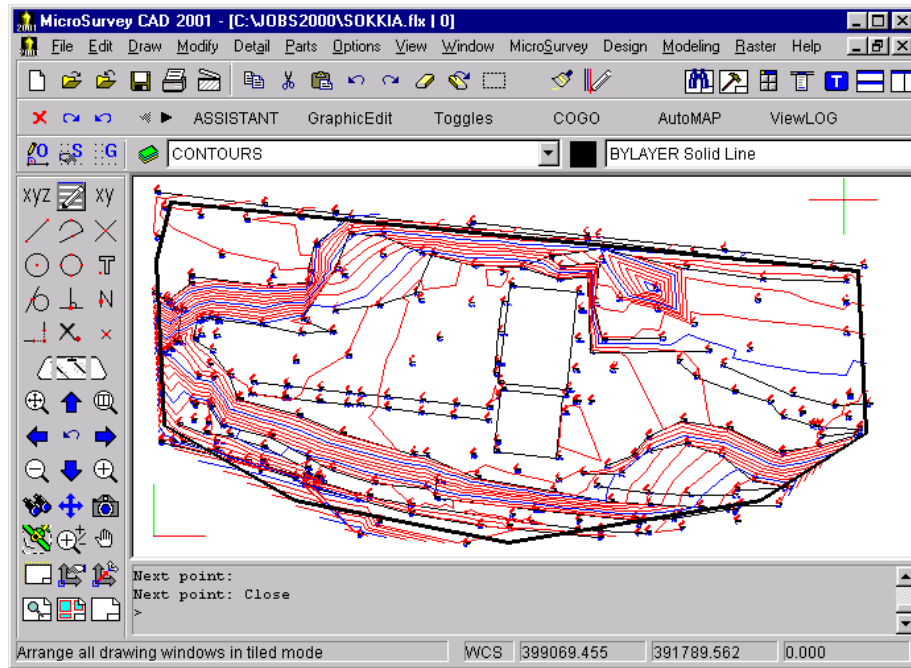 MicroSurvey CAD 2001 - [C:\JOBS2000\SOKKIA.flx | 0]
File Edit Draw Modify Detail Parts Options View Window MicroSurvey Design Modeling Raster Help
ASSISTANT GraphicEdit Toggles COGO AutoMAP ViewLOG
CONTOURS BYLAYER Solid Line
xyz xy
Next point:
Next point: Close
>
Arrange all drawing windows in tiled mode WCS 399069.455 391789.562 0.000